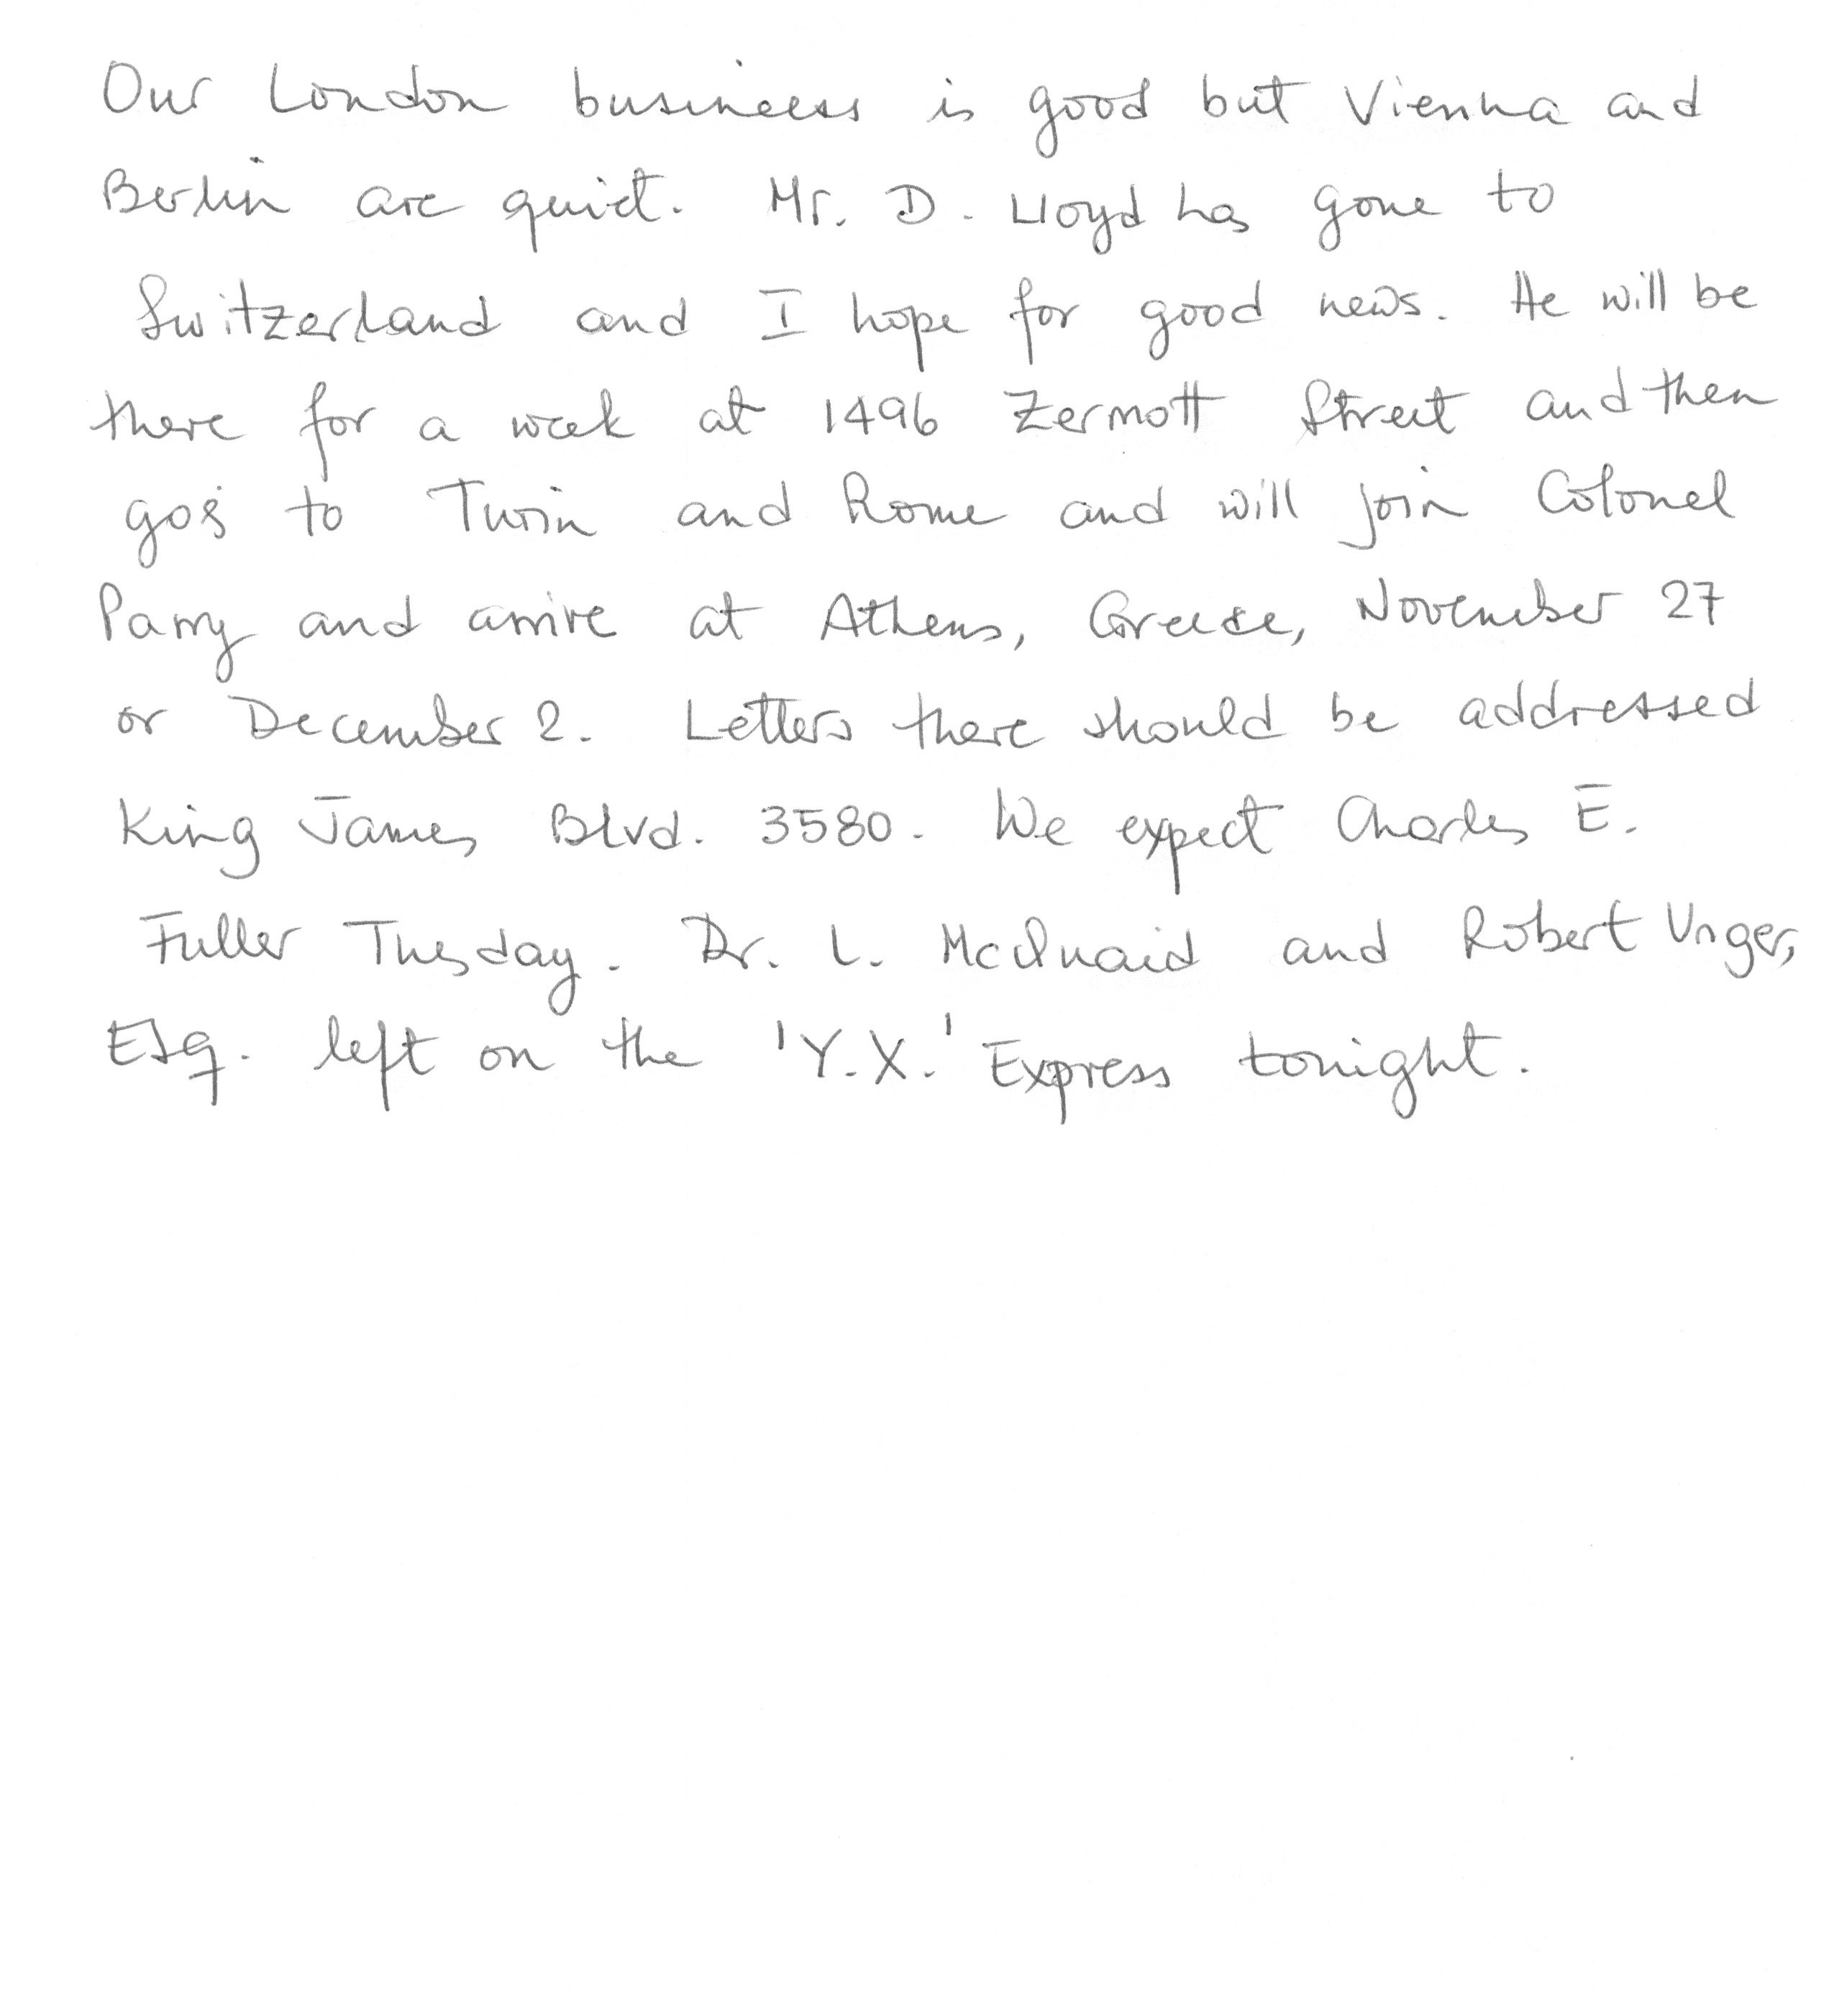 Our London business is good but Vienna and
Berlin are quiet. Mr. D. Lloyd has gone to
Switzerland and I hope for good news. He will be
there for a week at 1496 Zermott Street and then
goes to Turin and Rome and will join Colonel
Parry and arrive at Athens, Greece, November 27
or December 2. Letters there should be addressed
King James Blvd. 3580. We expect Charles E.
Fuller Tuesday. Dr. L. McQuaid and Robert Unger,
Esq. left on the 'Y.X.' Express tonight.